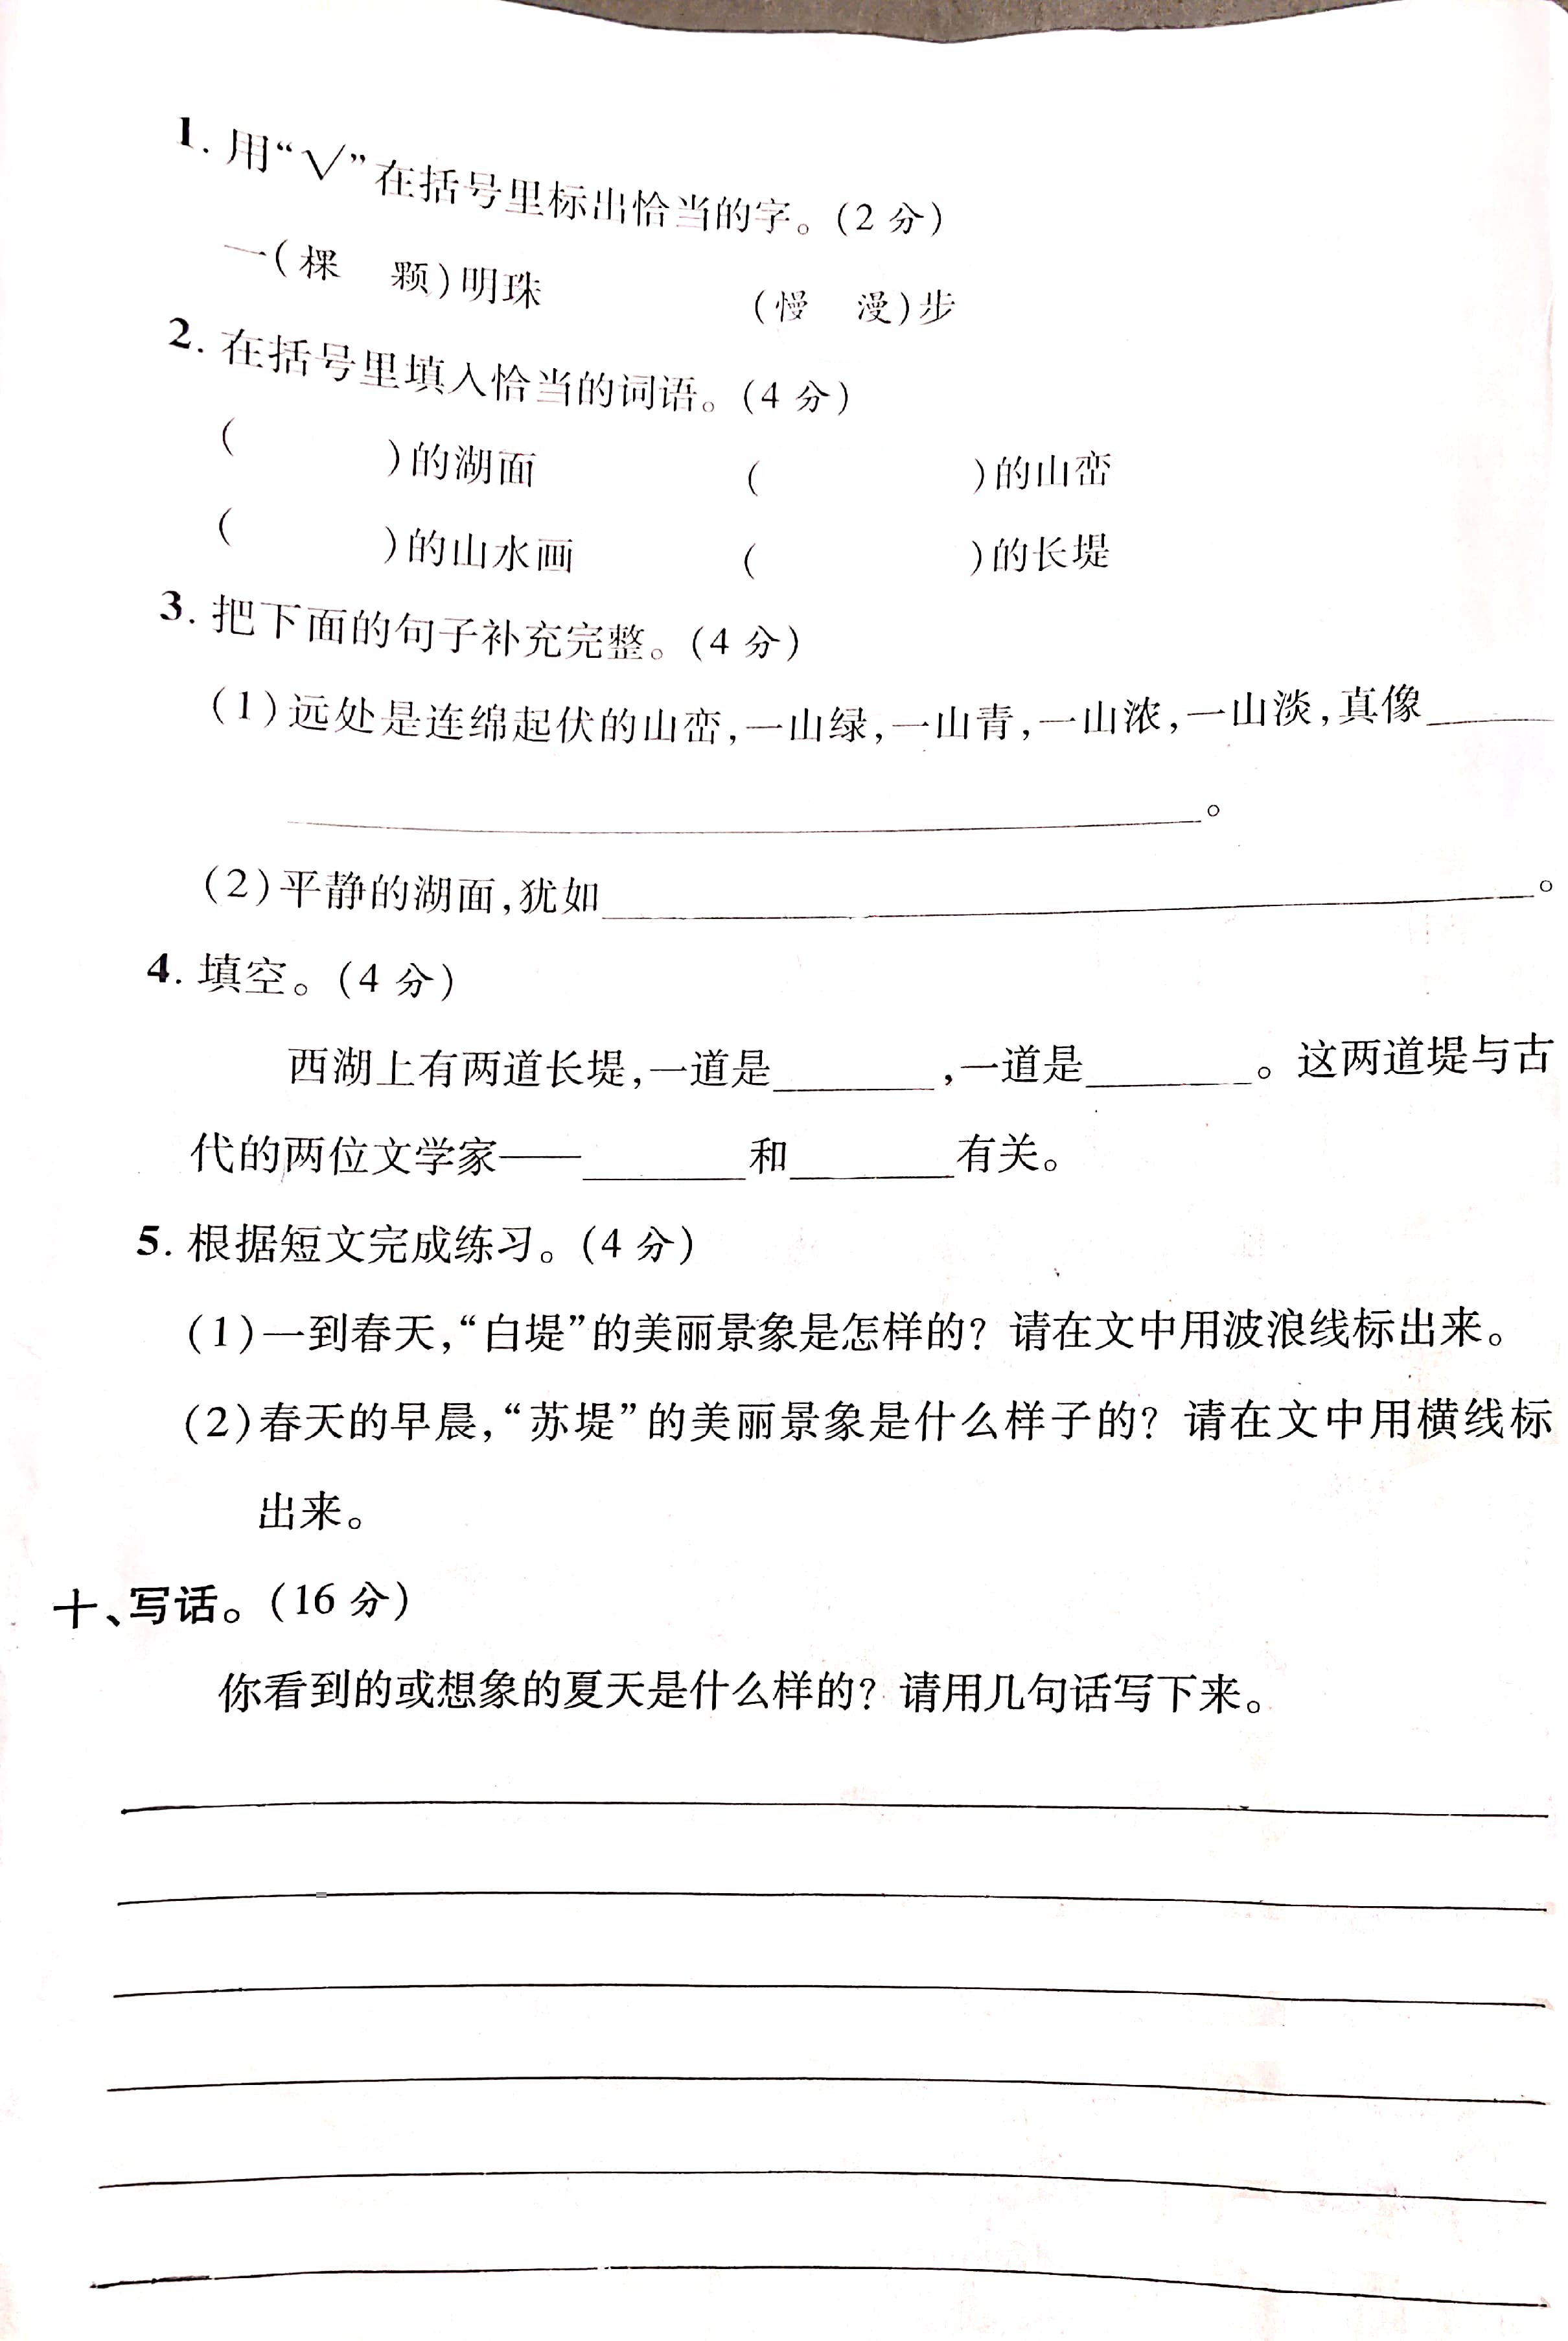 1. 用“√”在括号里标出恰当的字。(2 分)
一(棵 颗)明珠 (慢 漫)步
2. 在括号里填入恰当的词语。(4 分)
( )的湖面 ( )的山峦
( )的山水画 ( )的长堤
3. 把下面的句子补充完整。(4 分)
(1)远处是连绵起伏的山峦,一山绿,一山青,一山浓,一山淡,真像______
____________。
(2)平静的湖面,犹如____________。
4. 填空。(4 分)
西湖上有两道长堤,一道是________,一道是________。这两道堤与古
代的两位文学家——________和________有关。
5. 根据短文完成练习。(4 分)
(1)一到春天,“白堤”的美丽景象是怎样的? 请在文中用波浪线标出来。
(2)春天的早晨,“苏堤”的美丽景象是什么样子的? 请在文中用横线标
出来。
十、写话。(16 分)
你看到的或想象的夏天是什么样的? 请用几句话写下来。